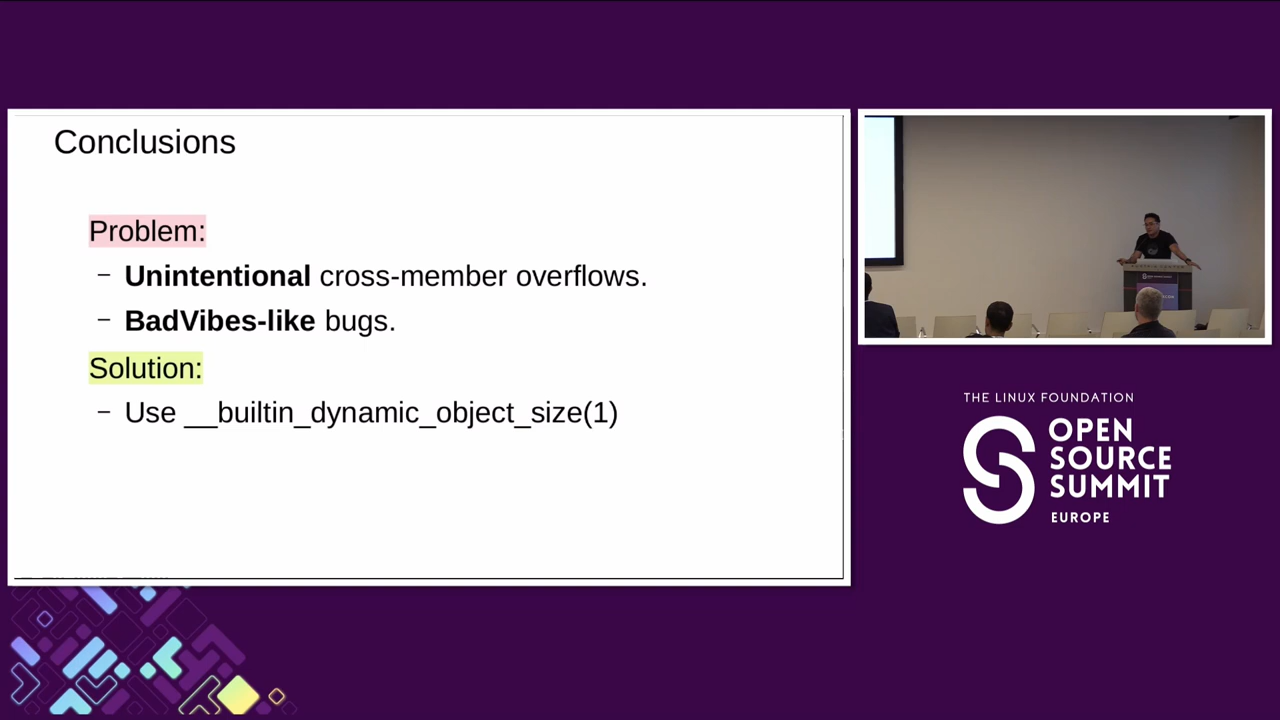 Conclusions
Problem:
– Unintentional cross-member overflows.
– BadVibes-like bugs.
Solution:
– Use __builtin_dynamic_object_size(1)
THE LINUX FOUNDATION
OPEN
SOURCE
SUMMIT
EUROPE